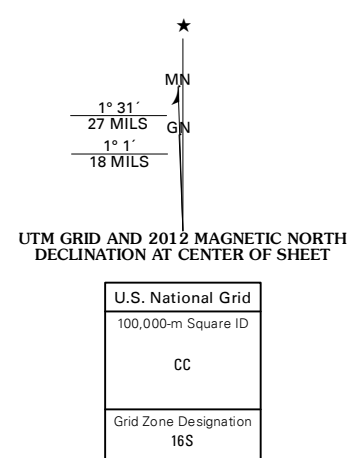 ★
MN
1° 31´
27 MILS
GN
1° 1´
18 MILS
UTM GRID AND 2012 MAGNETIC NORTH
DECLINATION AT CENTER OF SHEET
U.S. National Grid
100,000-m Square ID
CC
Grid Zone Designation
16S